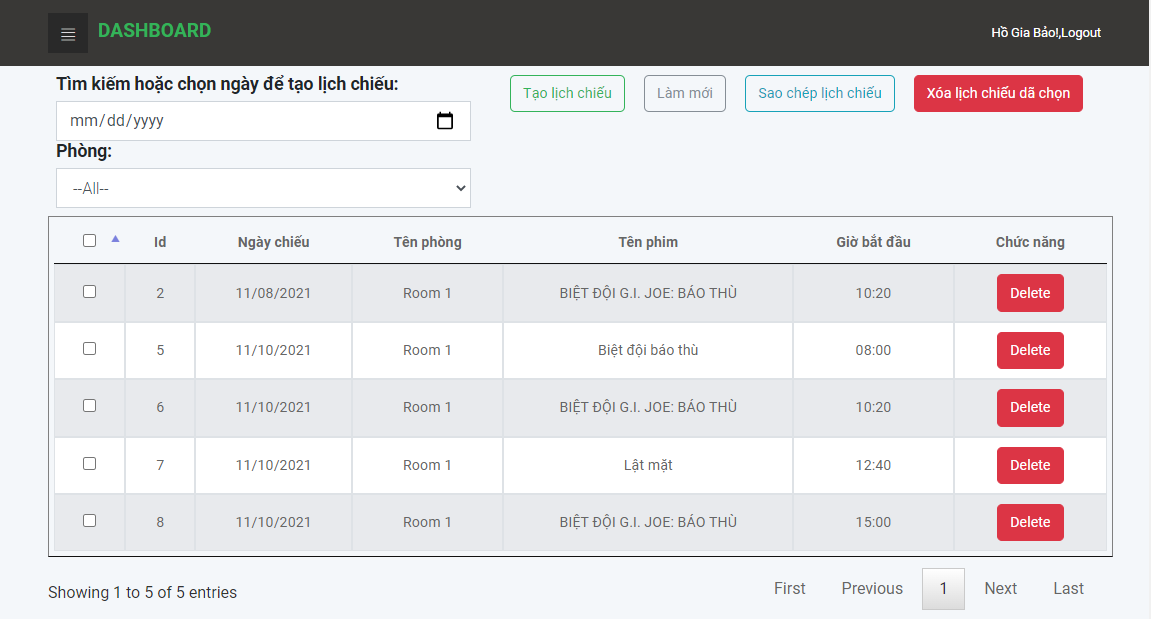 DASHBOARD
Hồ Gia Bảo!,Logout
Tìm kiếm hoặc chọn ngày để tạo lịch chiếu:
mm/dd/yyyy
Tạo lịch chiếu
Làm mới
Sao chép lịch chiếu
Xóa lịch chiếu đã chọn
Phòng:
--All--
Id Ngày chiếu Tên phòng Tên phim Giờ bắt đầu Chức năng
2 11/08/2021 Room 1 BIỆT ĐỘI G.I. JOE: BÁO THÙ 10:20 Delete
5 11/10/2021 Room 1 Biệt đội báo thù 08:00 Delete
6 11/10/2021 Room 1 BIỆT ĐỘI G.I. JOE: BÁO THÙ 10:20 Delete
7 11/10/2021 Room 1 Lật mặt 12:40 Delete
8 11/10/2021 Room 1 BIỆT ĐỘI G.I. JOE: BÁO THÙ 15:00 Delete
Showing 1 to 5 of 5 entries
First Previous 1 Next Last